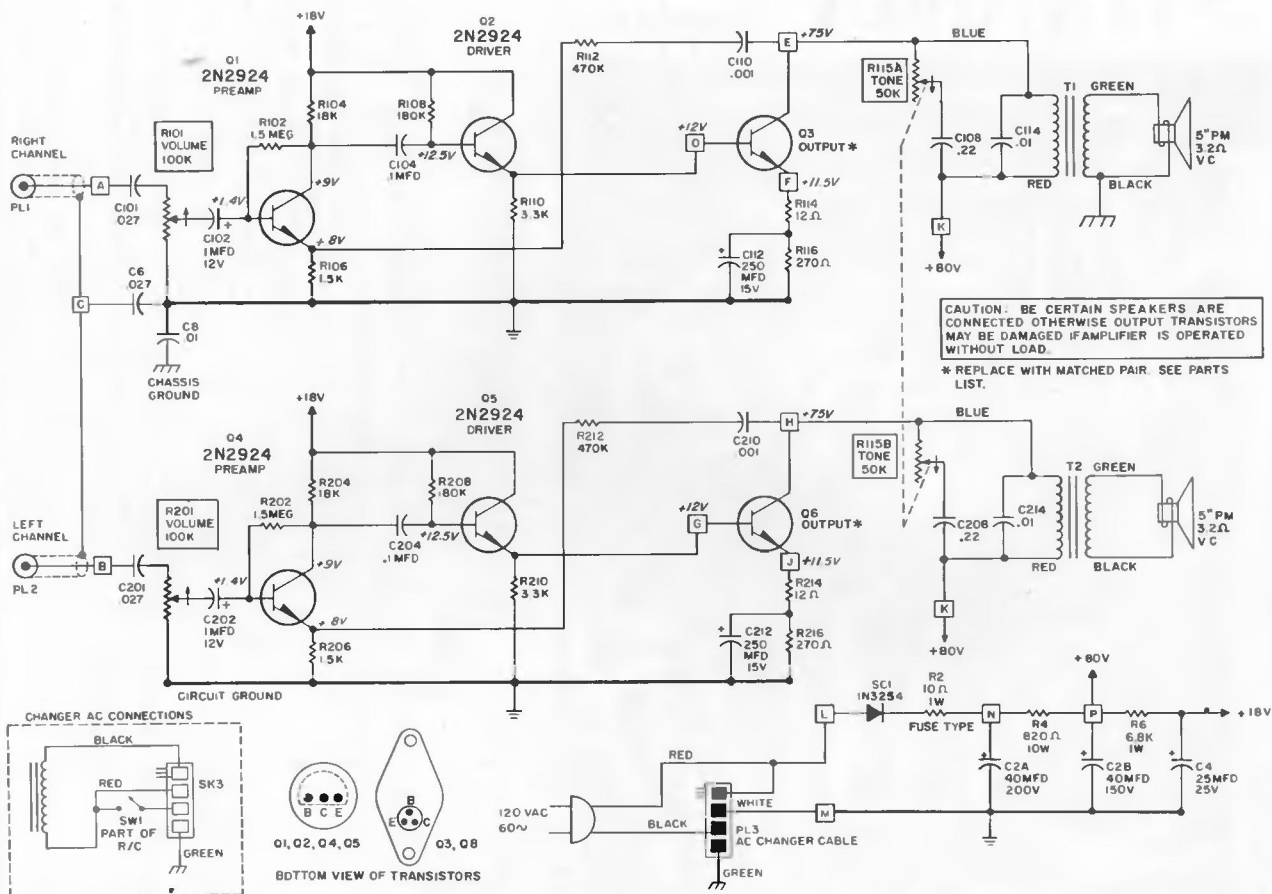 +18V
Q2
2N2924
DRIVER
Q1
2N2924
PREAMP
R112
470K
C110
.001
E
+75V
BLUE
R115A
TONE
50K
T1
GREEN
5" PM
3.2Ω
V C
R101
VOLUME
100K
R102
1.5 MEG
R104
18K
R108
180K
C104
.1MFD
+12.5V
+12V
O
Q3
OUTPUT *
F
+11.5V
C108
.22
C114
.01
RED
BLACK
RIGHT
CHANNEL
PL1
A
C101
.027
+1.4V
C102
1MFD
12V
+9V
+ 8V
R106
1.5K
R110
3.3K
R114
12Ω
C112
250
MFD
15V
R116
270Ω
K
+80V
C
C6
.027
C8
.01
CHASSIS
GROUND
CAUTION: BE CERTAIN SPEAKERS ARE
CONNECTED OTHERWISE OUTPUT TRANSISTORS
MAY BE DAMAGED IF AMPLIFIER IS OPERATED
WITHOUT LOAD.
* REPLACE WITH MATCHED PAIR. SEE PARTS
LIST.
+18V
Q5
2N2924
DRIVER
Q4
2N2924
PREAMP
R212
470K
C210
.001
H
+75V
BLUE
R115B
TONE
50K
T2
GREEN
5" PM
3.2Ω
V C
R201
VOLUME
100K
R202
1.5MEG
R204
18K
R208
180K
C204
.1MFD
+12.5V
+12V
G
Q6
OUTPUT *
J
+11.5V
C208
.22
C214
.01
RED
BLACK
LEFT
CHANNEL
PL2
B
C201
.027
+1.4V
C202
1MFD
12V
+9V
+ 8V
R206
1.5K
R210
3.3K
R214
12Ω
C212
250
MFD
15V
R216
270Ω
K
+80V
CIRCUIT GROUND
CHANGER AC CONNECTIONS
BLACK
RED
SK3
SW1
PART OF
R/C
GREEN
B C E
Q1, Q2, Q4, Q5
B
E
C
Q3, Q8
BOTTOM VIEW OF TRANSISTORS
120 VAC
60~
RED
BLACK
WHITE
PL3
AC CHANGER CABLE
GREEN
L
SC1
1N3254
R2
10Ω
1W
FUSE TYPE
N
R4
820Ω
10W
+ 80V
P
R6
6.8K
1W
+ 18V
C2A
40MFD
200V
C2B
40MFD
150V
C4
25MFD
25V
M